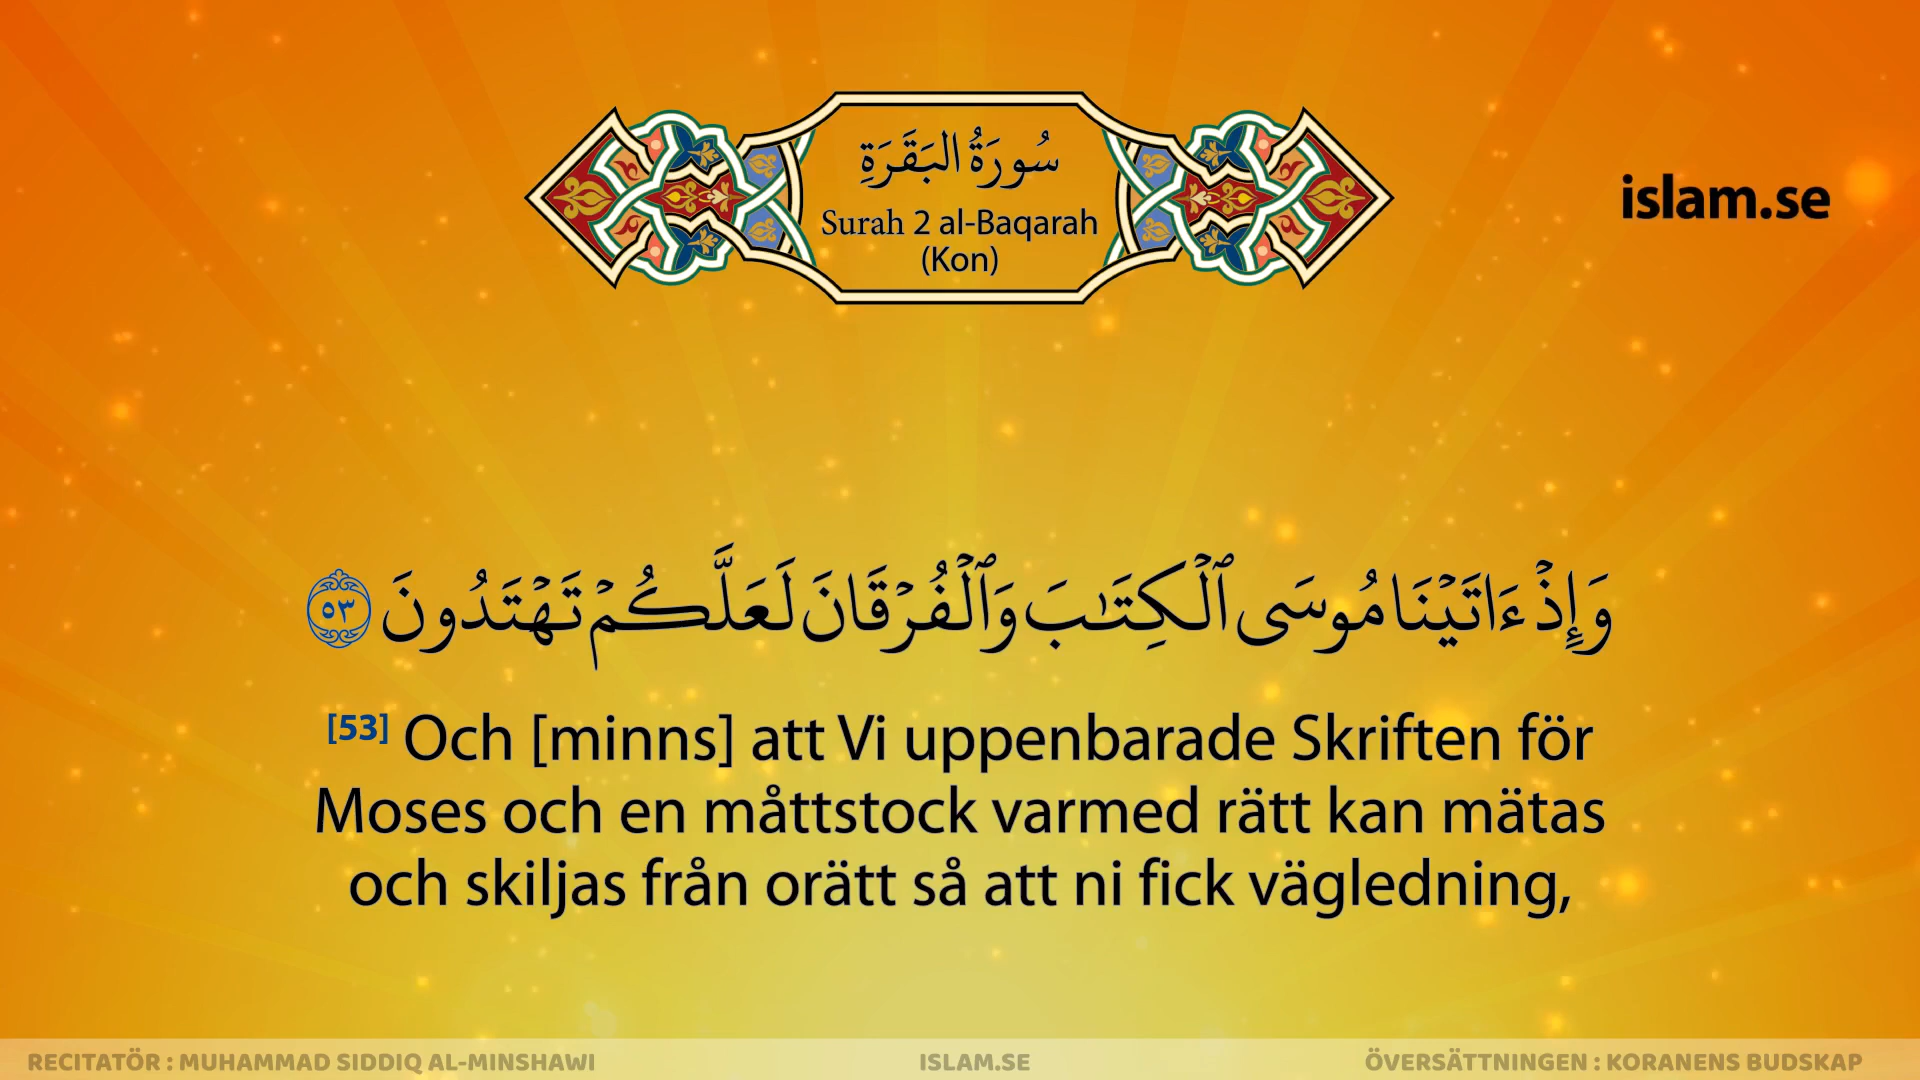 سُورَةُ البَقَرَةِ
Surah 2 al-Baqarah
(Kon)
islam.se
وَإِذۡ ءَاتَيۡنَا مُوسَى ٱلۡكِتَٰبَ وَٱلۡفُرۡقَانَ لَعَلَّكُمۡ تَهۡتَدُونَ ٥٣
[53] Och [minns] att Vi uppenbarade Skriften för
Moses och en måttstock varmed rätt kan mätas
och skiljas från orätt så att ni fick vägledning,
RECITATÖR : MUHAMMAD SIDDIQ AL-MINSHAWI
ISLAM.SE
ÖVERSÄTTNINGEN : KORANENS BUDSKAP